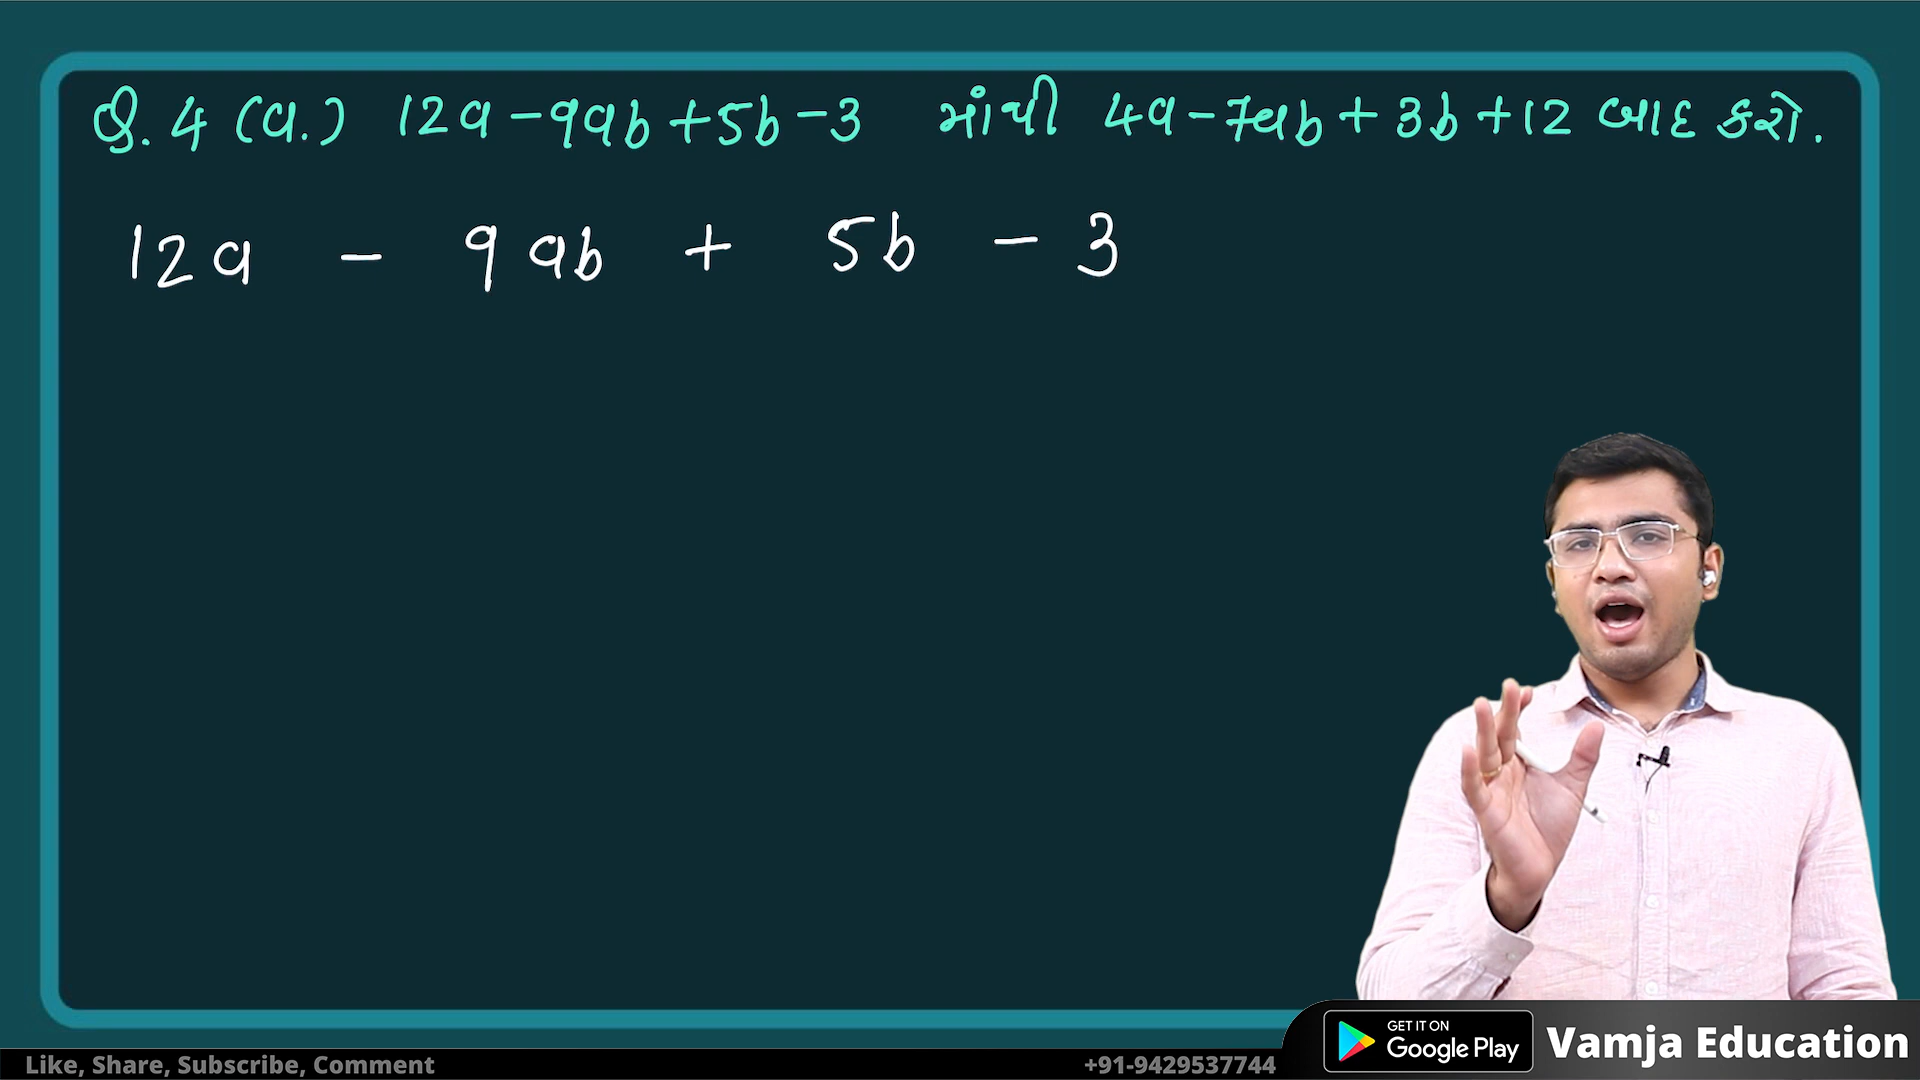 Q. 4 (a.) 12a - 9ab + 5b - 3 માંથી 4a - 7ab + 3b + 12 બાદ કરો.
12a - 9ab + 5b - 3
GET IT ON
Google Play
Vamja Education
Like, Share, Subscribe, Comment
+91-9429537744